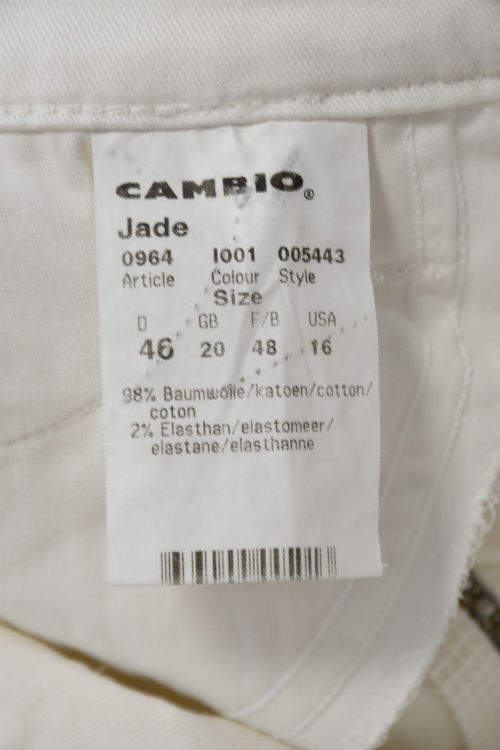 CAMBIO®
Jade
0964 I001 005443
Article Colour Style
Size
D GB F/B USA
46 20 48 16
98% Baumwolle/katoen/cotton/
coton
2% Elasthan/elastomeer/
elastane/elasthanne